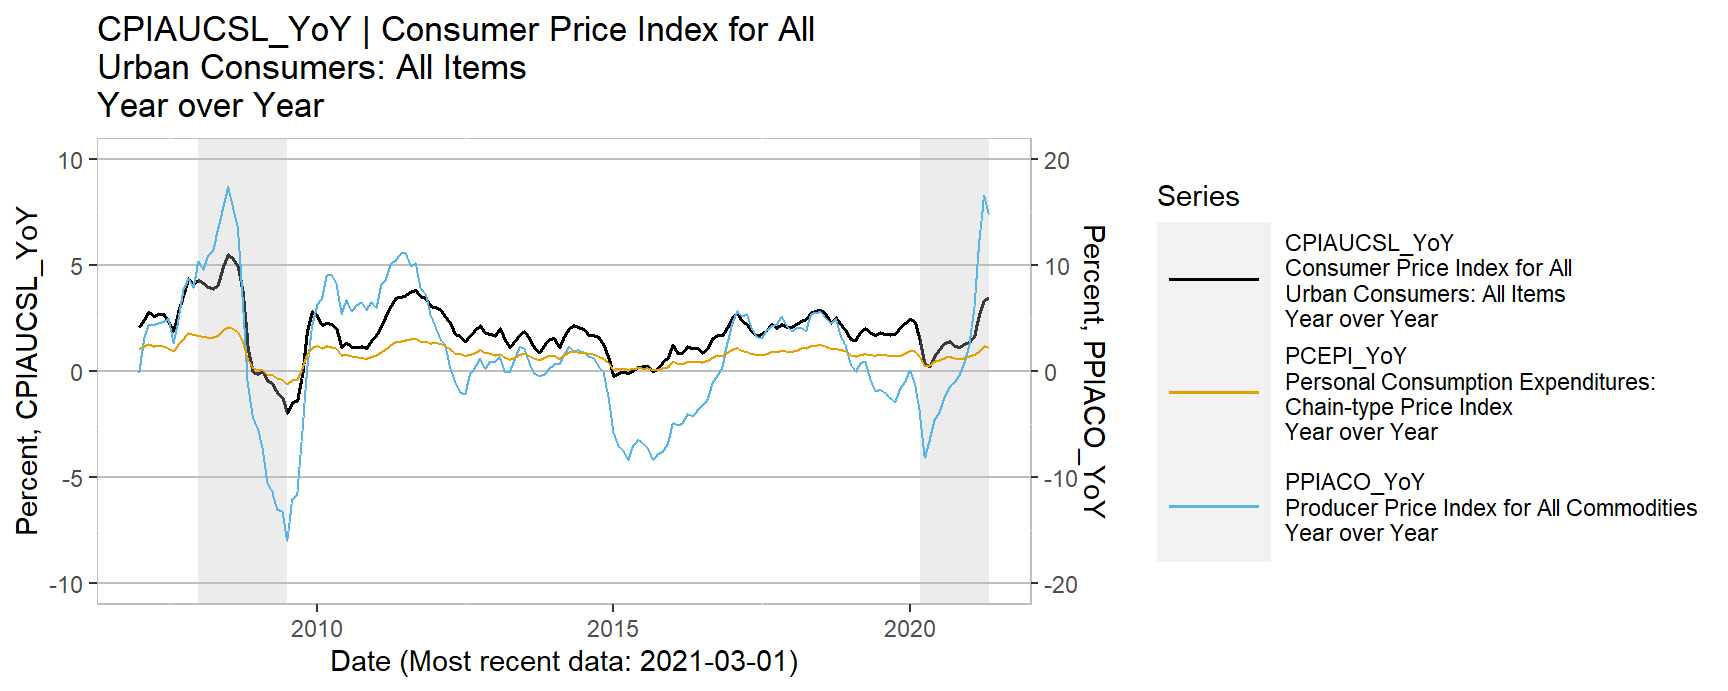 CPIAUCSL_YoY | Consumer Price Index for All
Urban Consumers: All Items
Year over Year
10
5
0
-5
-10
Percent, CPIAUCSL_YoY
20
10
0
-10
-20
Percent, PPIACO_YoY
2010
2015
2020
Date (Most recent data: 2021-03-01)
Series
CPIAUCSL_YoY
Consumer Price Index for All
Urban Consumers: All Items
Year over Year
PCEPI_YoY
Personal Consumption Expenditures:
Chain-type Price Index
Year over Year
PPIACO_YoY
Producer Price Index for All Commodities
Year over Year